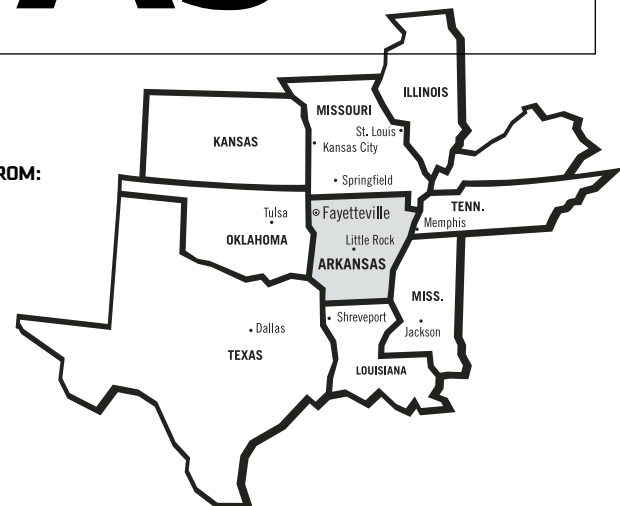 AS
ROM:
ILLINOIS
MISSOURI
St. Louis
KANSAS
Kansas City
Springfield
TENN.
Tulsa
Fayetteville
Memphis
OKLAHOMA
Little Rock
ARKANSAS
MISS.
Shreveport
Dallas
Jackson
TEXAS
LOUISIANA